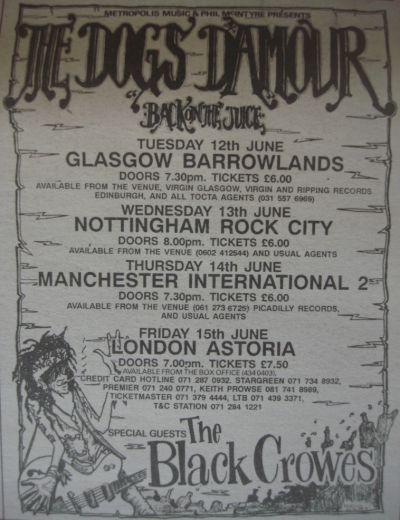 METROPOLIS MUSIC & PHIL McINTYRE PRESENTS
THE DOGS D'AMOUR
"BACK ON THE JUICE"
TUESDAY 12th JUNE
GLASGOW BARROWLANDS
DOORS 7.30pm. TICKETS £6.00
AVAILABLE FROM THE VENUE, VIRGIN GLASGOW, VIRGIN AND RIPPING RECORDS
EDINBURGH, AND ALL TOCTA AGENTS (031 557 6969)
WEDNESDAY 13th JUNE
NOTTINGHAM ROCK CITY
DOORS 8.00pm. TICKETS £6.00
AVAILABLE FROM THE VENUE (0602 412544) AND USUAL AGENTS
THURSDAY 14th JUNE
MANCHESTER INTERNATIONAL 2
DOORS 7.30pm. TICKETS £6.00
AVAILABLE FROM THE VENUE (061 273 6725) PICADILLY RECORDS,
AND USUAL AGENTS
FRIDAY 15th JUNE
LONDON ASTORIA
DOORS 7.00pm. TICKETS £7.50
AVAILABLE FROM THE BOX OFFICE (434 0403),
CREDIT CARD HOTLINE 071 287 0932, STARGREEN 071 734 8932,
PREMIER 071 240 0771, KEITH PROWSE 081 741 8989,
TICKETMASTER 071 379 4444, LTB 071 439 3371,
T&C STATION 071 284 1221
SPECIAL GUESTS The
Black Crowes